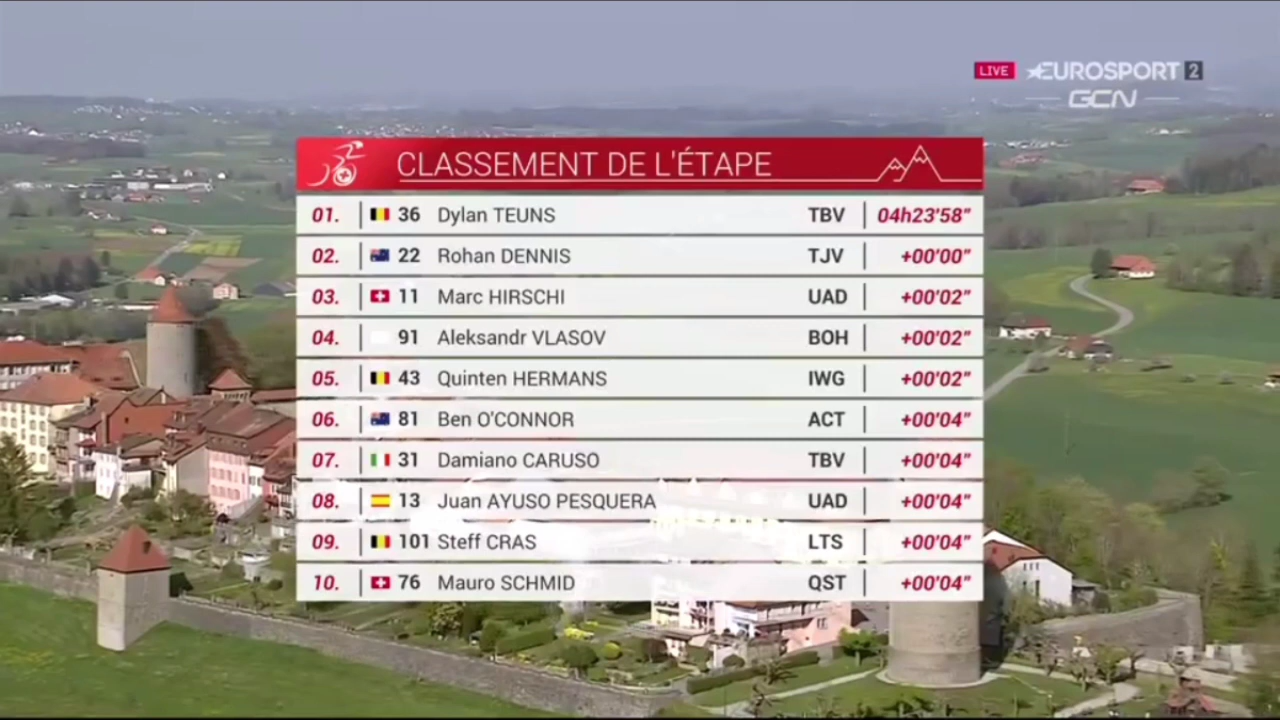 LIVE EUROSPORT 2
GCN
CLASSEMENT DE L'ÉTAPE
01. 36 Dylan TEUNS TBV 04h23'58"
02. 22 Rohan DENNIS TJV +00'00"
03. 11 Marc HIRSCHI UAD +00'02"
04. 91 Aleksandr VLASOV BOH +00'02"
05. 43 Quinten HERMANS IWG +00'02"
06. 81 Ben O'CONNOR ACT +00'04"
07. 31 Damiano CARUSO TBV +00'04"
08. 13 Juan AYUSO PESQUERA UAD +00'04"
09. 101 Steff CRAS LTS +00'04"
10. 76 Mauro SCHMID QST +00'04"